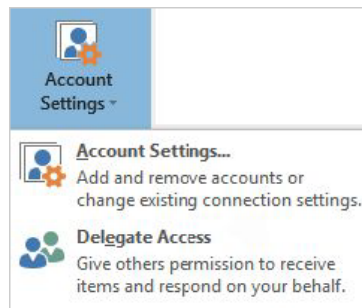 Account
Settings
Account Settings...
Add and remove accounts or
change existing connection settings.
Delegate Access
Give others permission to receive
items and respond on your behalf.